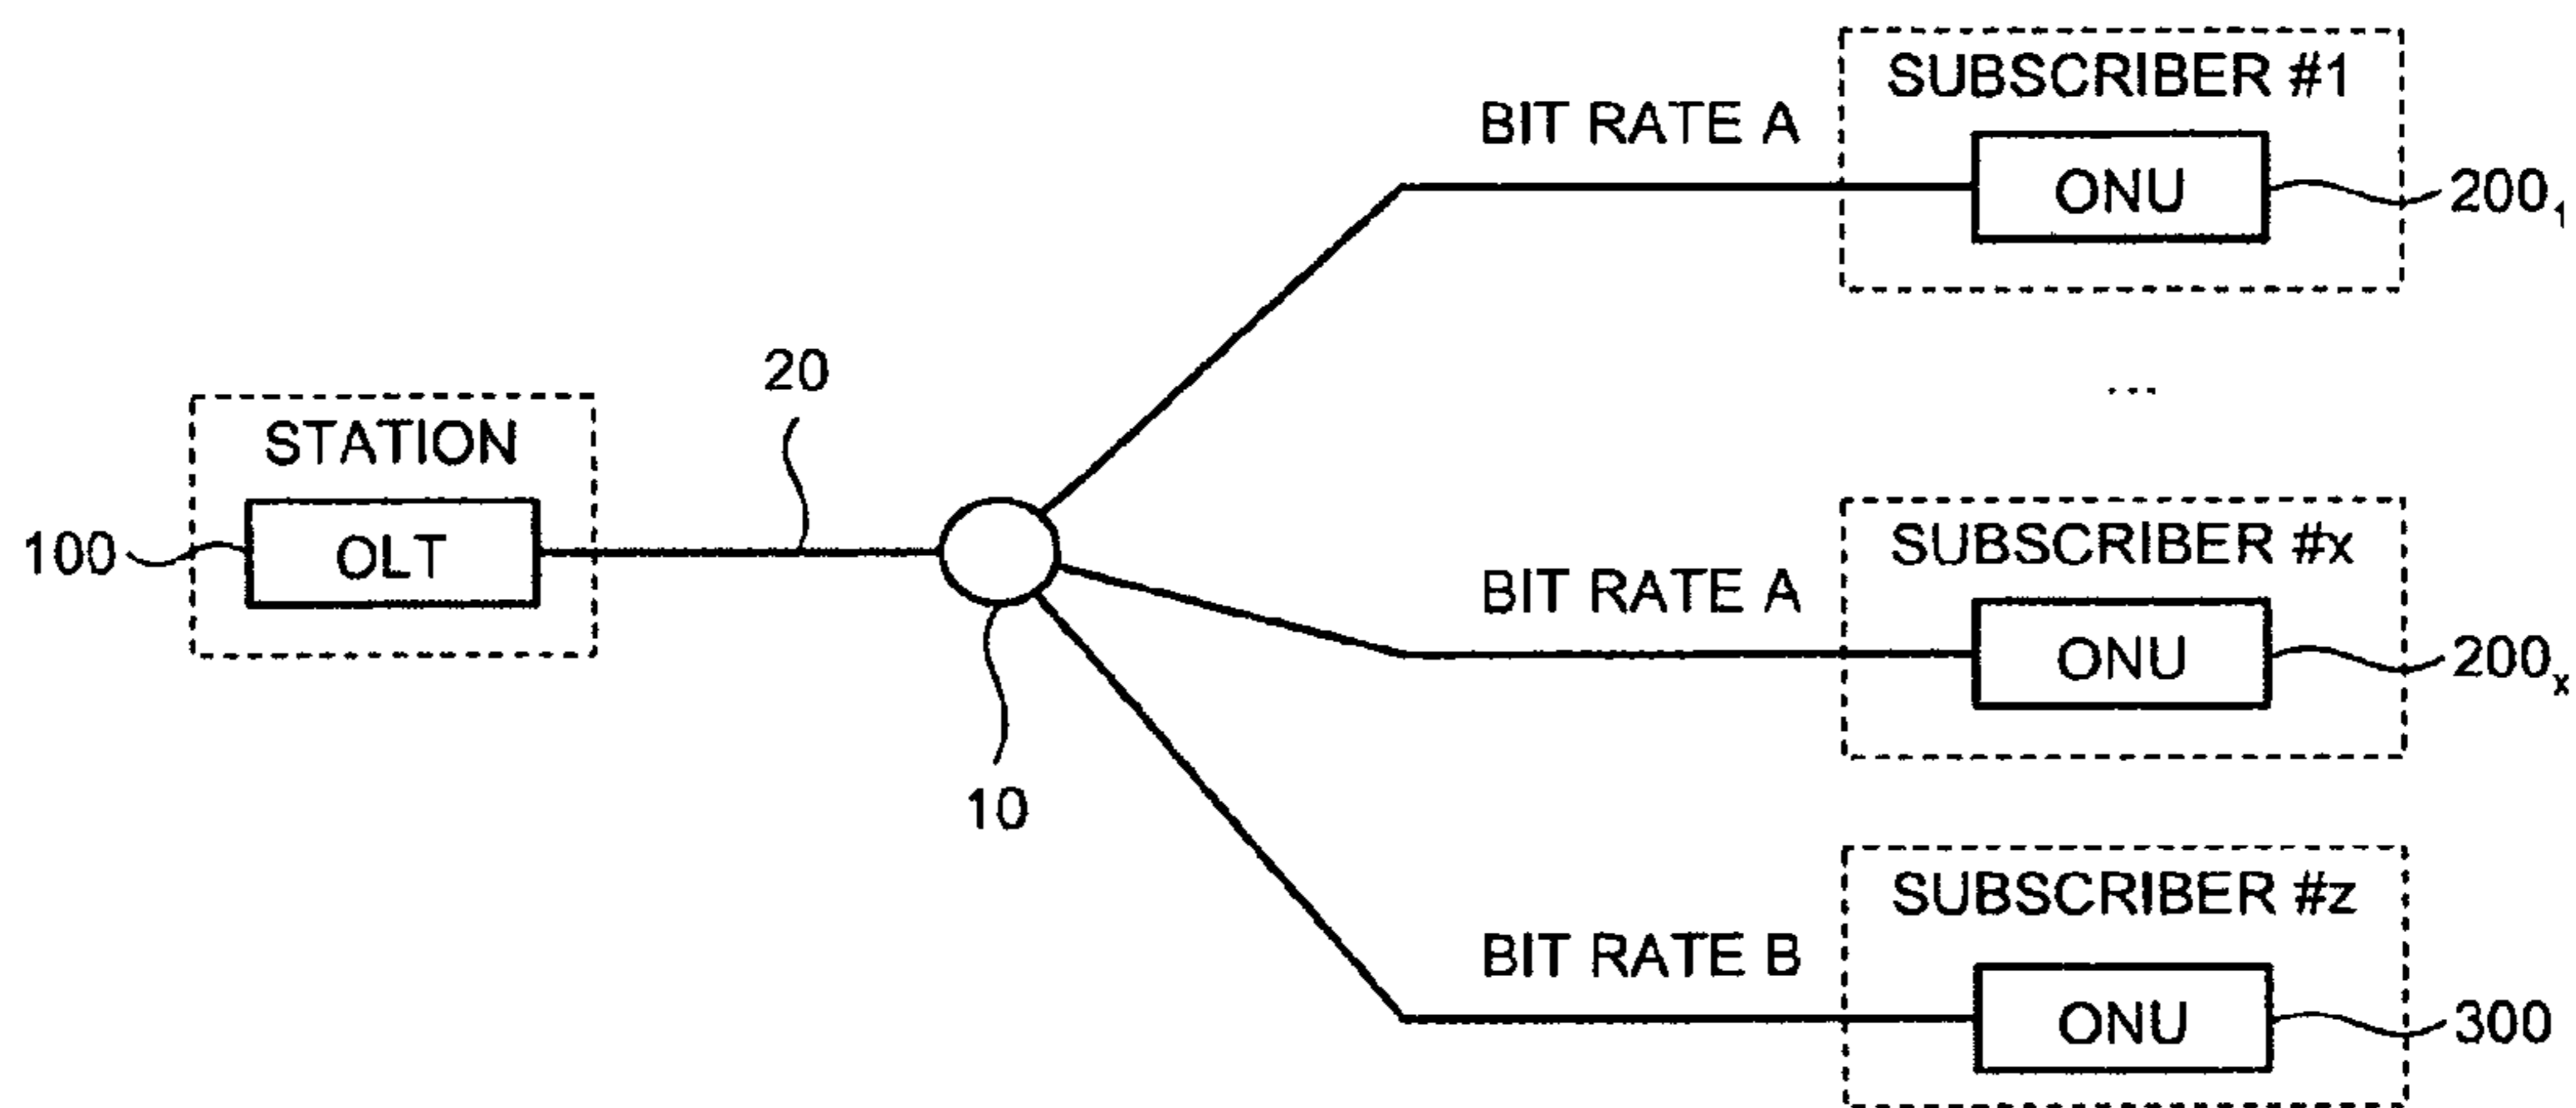 SUBSCRIBER #1
BIT RATE A
ONU
200₁
...
20
STATION
100
OLT
SUBSCRIBER #x
BIT RATE A
ONU
200ₓ
10
SUBSCRIBER #z
BIT RATE B
ONU
300